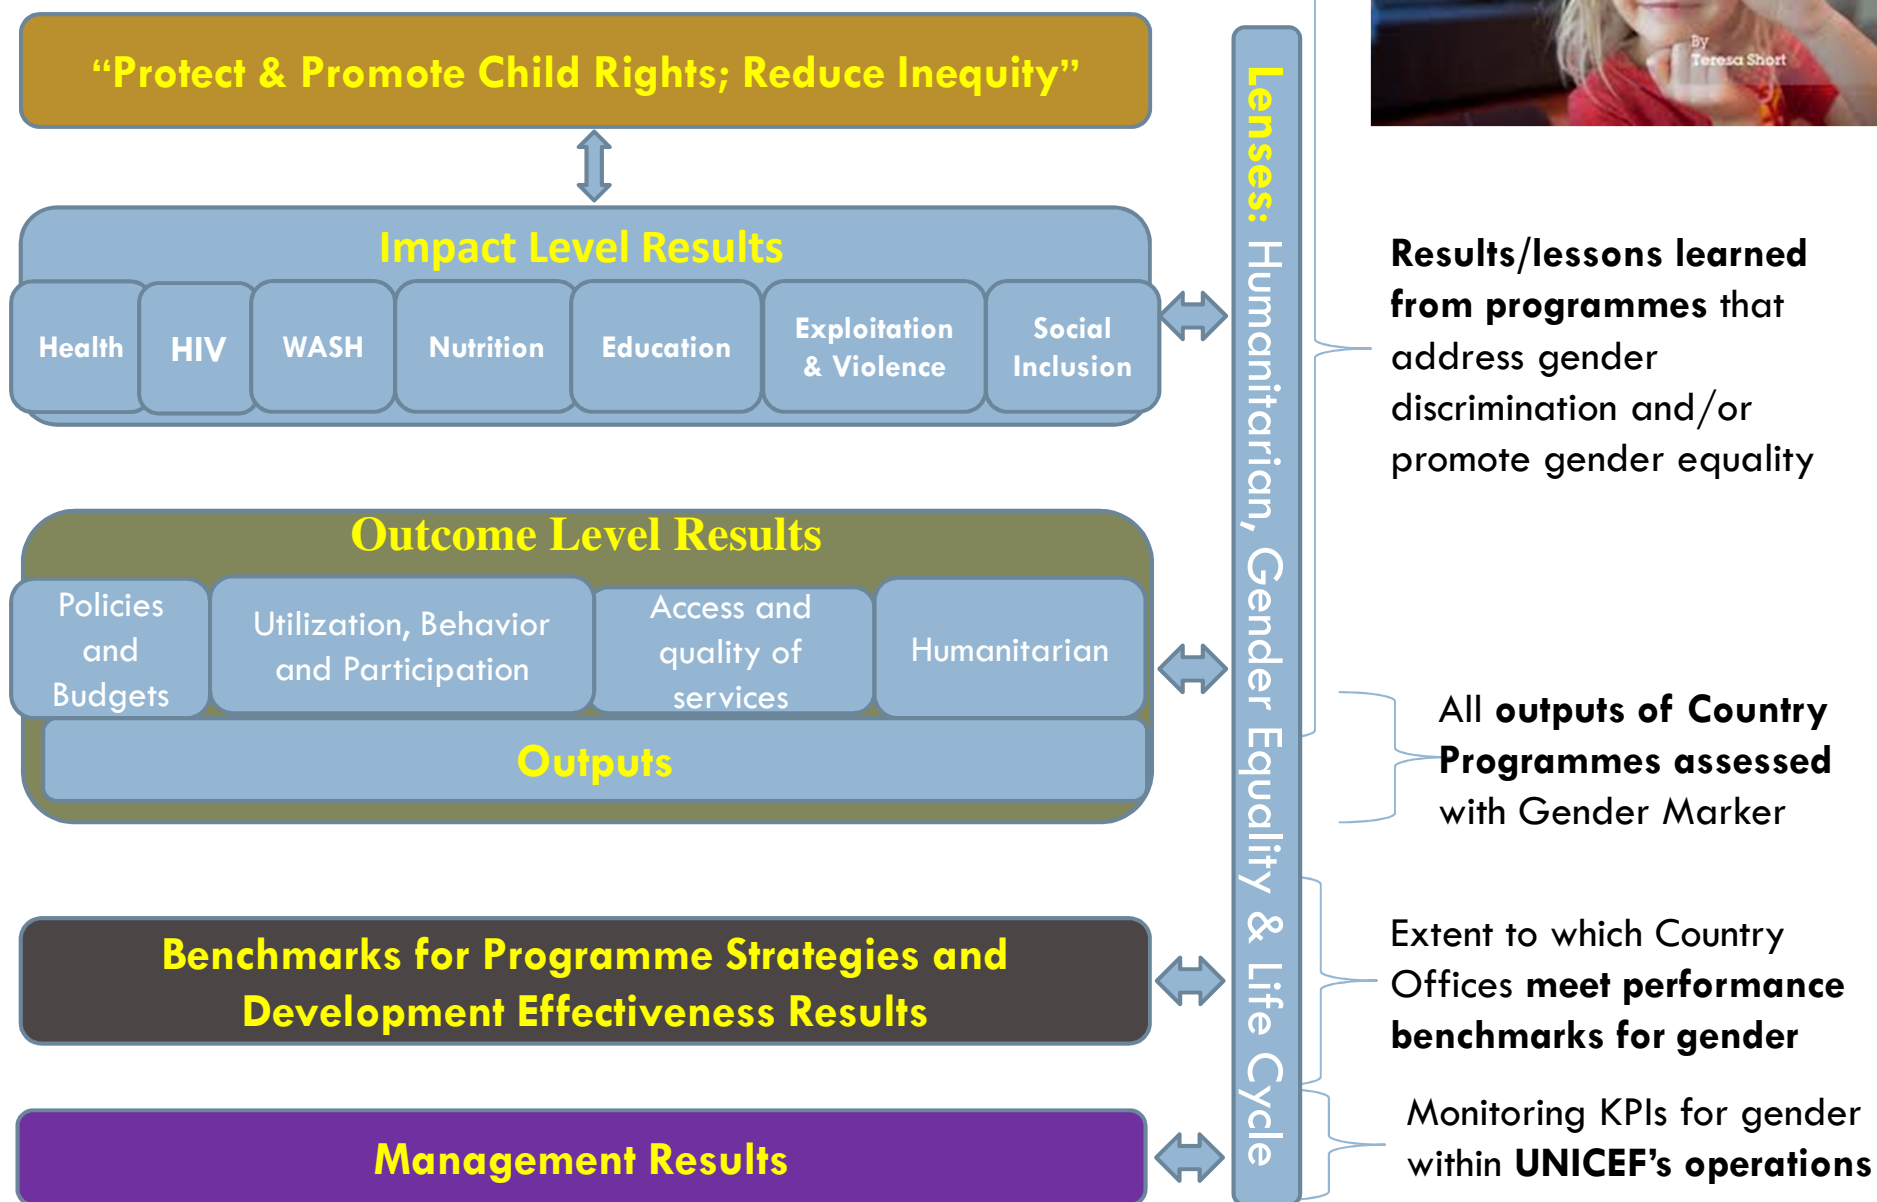 “Protect & Promote Child Rights; Reduce Inequity”
Impact Level Results
Health
HIV
WASH
Nutrition
Education
Exploitation
& Violence
Social
Inclusion
Outcome Level Results
Policies
and
Budgets
Utilization, Behavior
and Participation
Access and
quality of
services
Humanitarian
Outputs
Benchmarks for Programme Strategies and
Development Effectiveness Results
Management Results
Lenses: Humanitarian, Gender Equality & Life Cycle
By
Teresa Short
Results/lessons learned
from programmes that
address gender
discrimination and/or
promote gender equality
All outputs of Country
Programmes assessed
with Gender Marker
Extent to which Country
Offices meet performance
benchmarks for gender
Monitoring KPIs for gender
within UNICEF’s operations